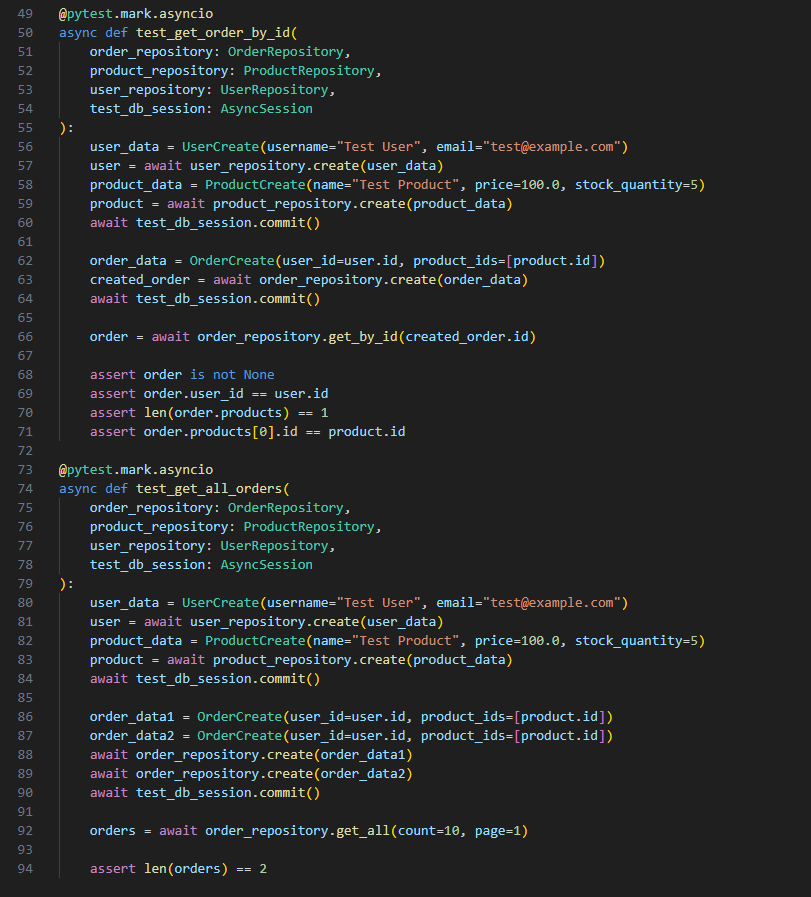 49 @pytest.mark.asyncio
50 async def test_get_order_by_id(
51     order_repository: OrderRepository,
52     product_repository: ProductRepository,
53     user_repository: UserRepository,
54     test_db_session: AsyncSession
55 ):
56     user_data = UserCreate(username="Test User", email="test@example.com")
57     user = await user_repository.create(user_data)
58     product_data = ProductCreate(name="Test Product", price=100.0, stock_quantity=5)
59     product = await product_repository.create(product_data)
60     await test_db_session.commit()
61
62     order_data = OrderCreate(user_id=user.id, product_ids=[product.id])
63     created_order = await order_repository.create(order_data)
64     await test_db_session.commit()
65
66     order = await order_repository.get_by_id(created_order.id)
67
68     assert order is not None
69     assert order.user_id == user.id
70     assert len(order.products) == 1
71     assert order.products[0].id == product.id
72
73 @pytest.mark.asyncio
74 async def test_get_all_orders(
75     order_repository: OrderRepository,
76     product_repository: ProductRepository,
77     user_repository: UserRepository,
78     test_db_session: AsyncSession
79 ):
80     user_data = UserCreate(username="Test User", email="test@example.com")
81     user = await user_repository.create(user_data)
82     product_data = ProductCreate(name="Test Product", price=100.0, stock_quantity=5)
83     product = await product_repository.create(product_data)
84     await test_db_session.commit()
85
86     order_data1 = OrderCreate(user_id=user.id, product_ids=[product.id])
87     order_data2 = OrderCreate(user_id=user.id, product_ids=[product.id])
88     await order_repository.create(order_data1)
89     await order_repository.create(order_data2)
90     await test_db_session.commit()
91
92     orders = await order_repository.get_all(count=10, page=1)
93
94     assert len(orders) == 2